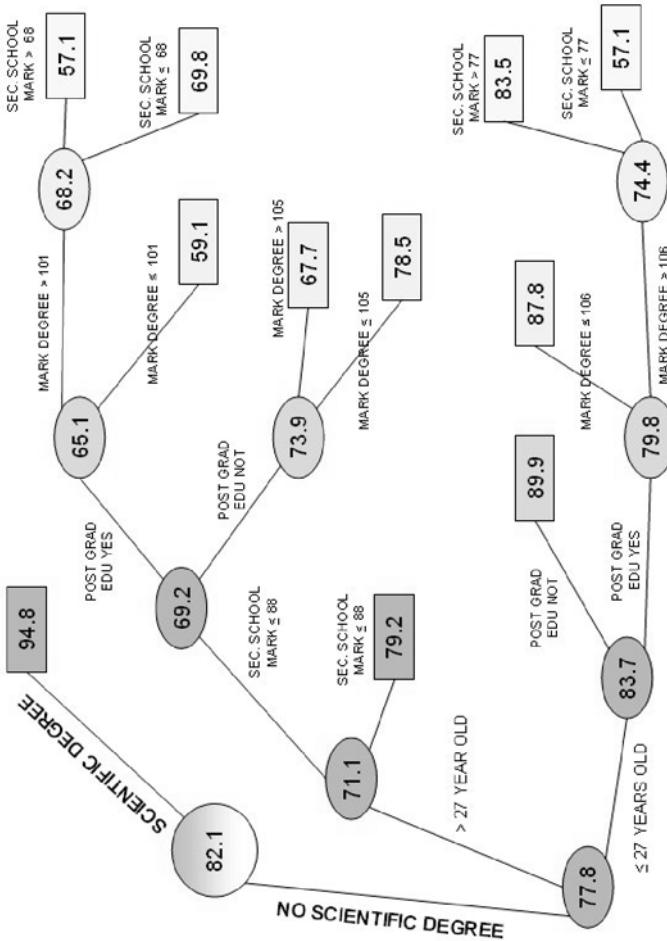 82.1
SCIENTIFIC DEGREE
94.8
NO SCIENTIFIC DEGREE
77.8
> 27 YEAR OLD
71.1
SEC. SCHOOL
MARK ≤ 88
69.2
POST GRAD
EDU YES
65.1
MARK DEGREE > 101
68.2
SEC. SCHOOL
MARK > 68
57.1
SEC. SCHOOL
MARK ≤ 68
69.8
MARK DEGREE ≤ 101
59.1
POST GRAD
EDU NOT
73.9
MARK DEGREE > 105
67.7
MARK DEGREE ≤ 105
78.5
SEC. SCHOOL
MARK ≤ 88
79.2
≤ 27 YEARS OLD
83.7
POST GRAD
EDU NOT
89.9
POST GRAD
EDU YES
79.8
MARK DEGREE ≤ 106
87.8
MARK DEGREE > 106
74.4
SEC. SCHOOL
MARK > 77
83.5
SEC. SCHOOL
MARK ≤ 77
57.1